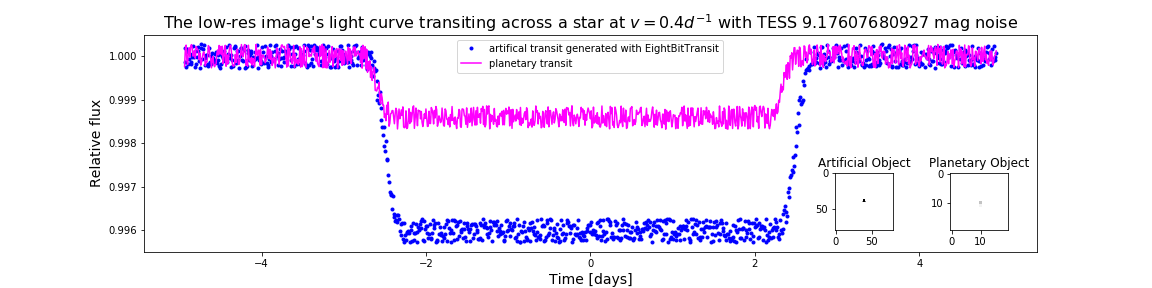 The low-res image's light curve transiting across a star at v = 0.4d⁻¹ with TESS 9.17607680927 mag noise
artifical transit generated with EightBitTransit
planetary transit
Relative flux
1.000
0.999
0.998
0.997
0.996
−4
−2
0
2
4
Time [days]
Artificial Object
0
50
0
50
Planetary Object
0
10
0
10